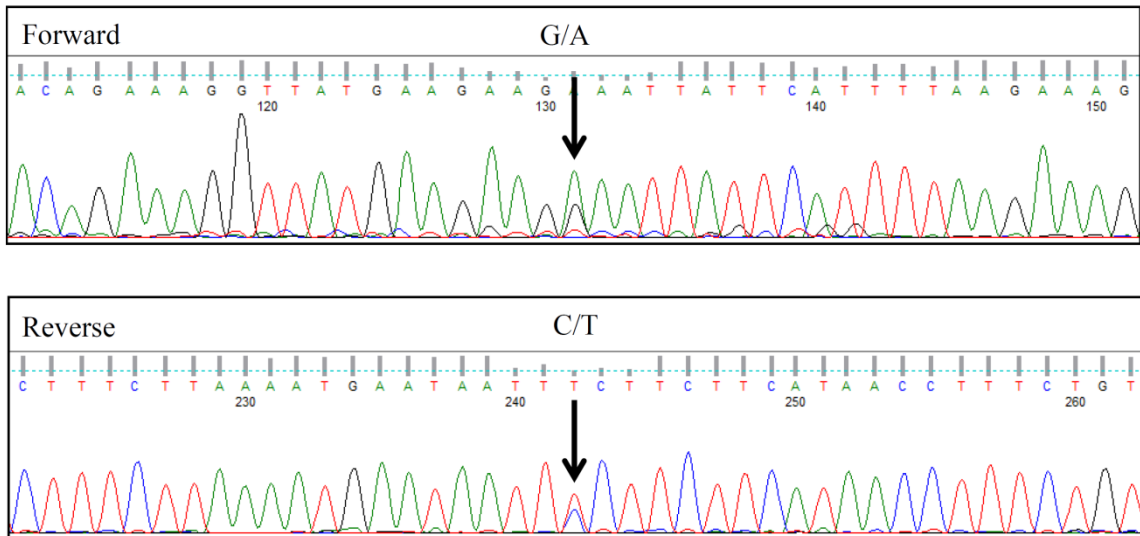 Forward
G/A
A C A G A A A G G T T A T G A A G A A G A A A T T A T T C A T T T T A A G A A A G
120 130 140 150
Reverse
C/T
C T T T C T T A A A A T G A A T A A T T T C T T C T T C A T A A C C T T T C T G T
230 240 250 260